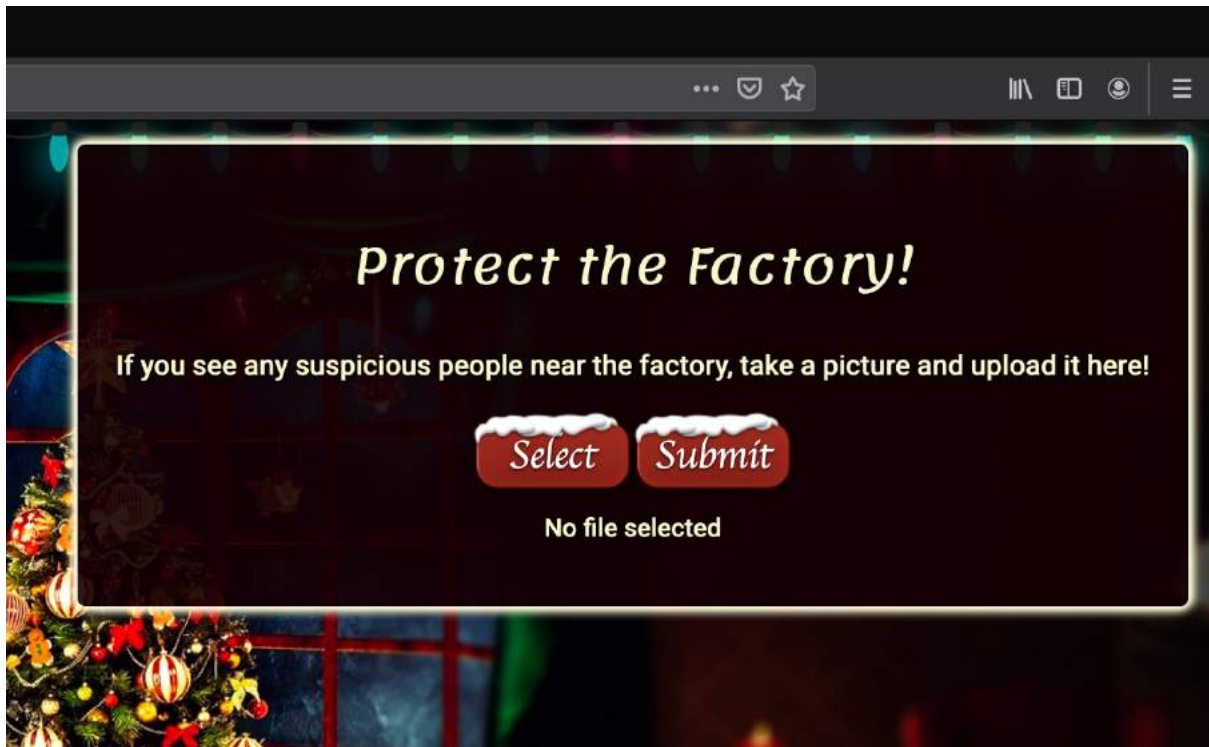 Protect the Factory!
If you see any suspicious people near the factory, take a picture and upload it here!
Select Submit
No file selected